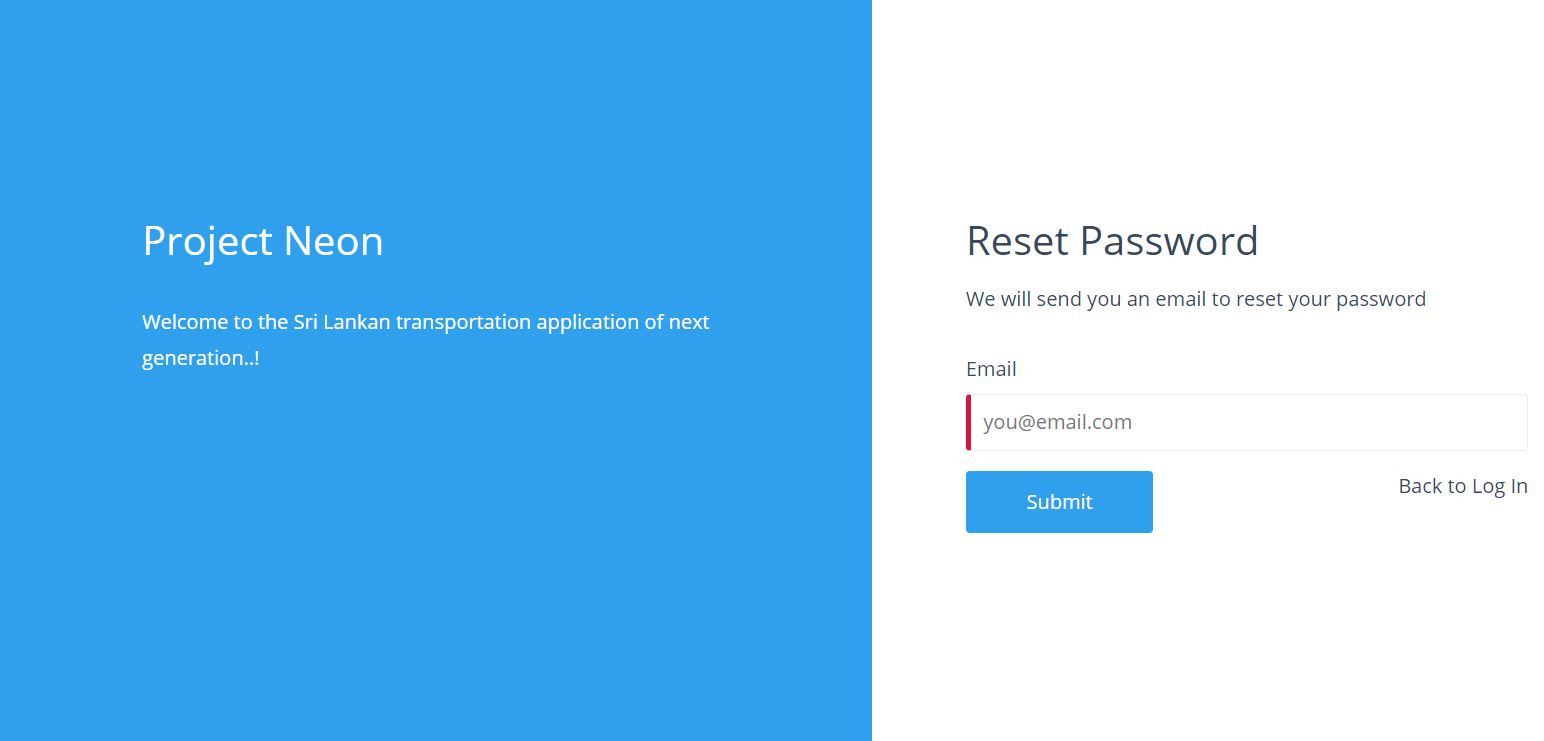 Project Neon
Welcome to the Sri Lankan transportation application of next
generation..!
Reset Password
We will send you an email to reset your password
Email
you@email.com
Submit
Back to Log In